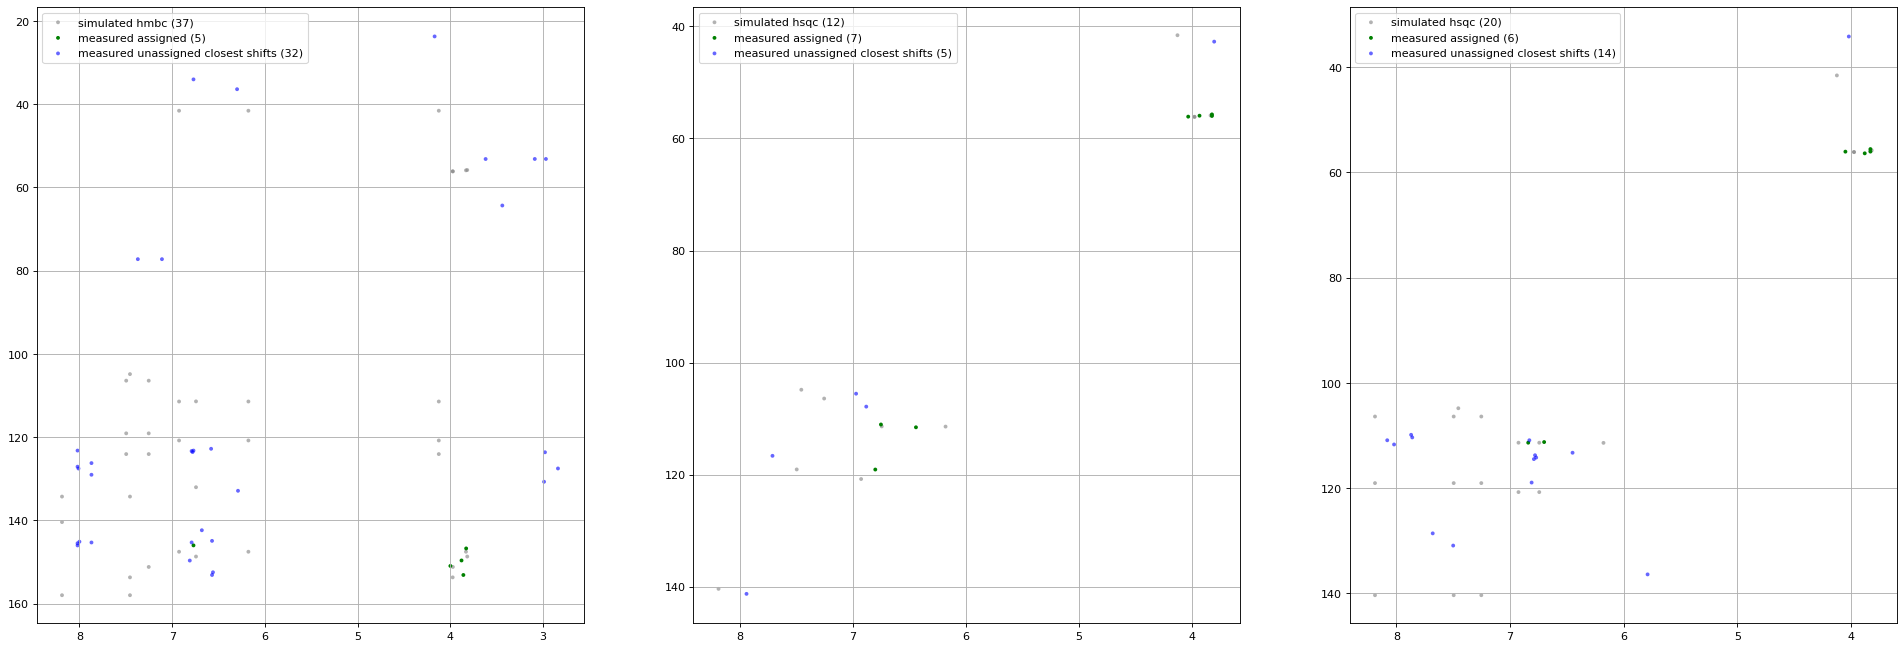 simulated hmbc (37)
measured assigned (5)
measured unassigned closest shifts (32)
20
40
60
80
100
120
140
160
8 7 6 5 4 3
simulated hsqc (12)
measured assigned (7)
measured unassigned closest shifts (5)
40
60
80
100
120
140
8 7 6 5 4
simulated hsqc (20)
measured assigned (6)
measured unassigned closest shifts (14)
40
60
80
100
120
140
8 7 6 5 4